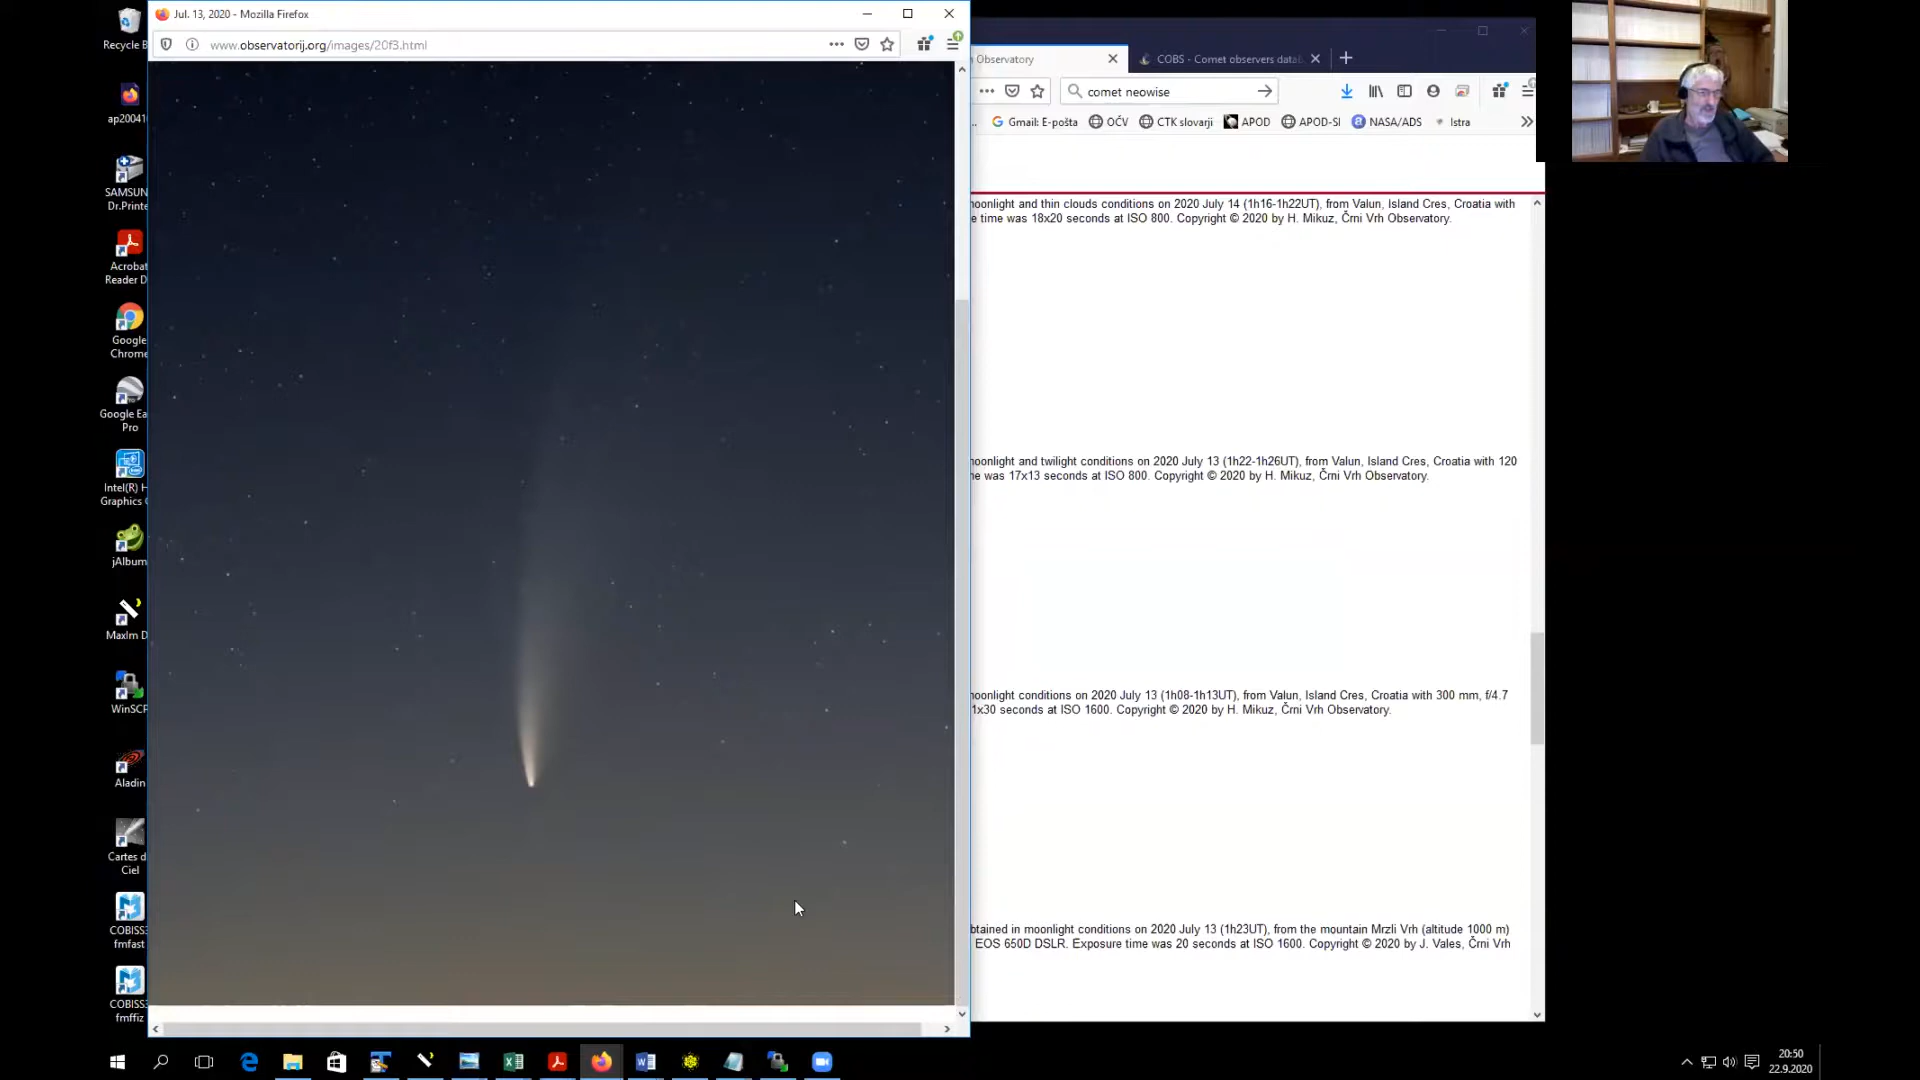 Jul. 13, 2020 - Mozilla Firefox
www.observatorij.org/images/20f3.html
Observatory
COBS - Comet observers data
comet neowise
Gmail: E-pošta
OČV
CTK slovarji
APOD
APOD-SI
NASA/ADS
Istra
Recycle B
ap20041
SAMSUN
Dr.Printe
Acrobat
Reader D
Google
Chrome
Google Ea
Pro
Intel(R) H
Graphics
jAlbum
MaxIm D
WinSCP
Aladin
Cartes d
Ciel
COBISS3
fmfast
COBISS3
fmffiz
moonlight and thin clouds conditions on 2020 July 14 (1h16-1h22UT), from Valun, Island Cres, Croatia with
e time was 18x20 seconds at ISO 800. Copyright © 2020 by H. Mikuz, Črni Vrh Observatory.
moonlight and twilight conditions on 2020 July 13 (1h22-1h26UT), from Valun, Island Cres, Croatia with 120
me was 17x13 seconds at ISO 800. Copyright © 2020 by H. Mikuz, Črni Vrh Observatory.
moonlight conditions on 2020 July 13 (1h08-1h13UT), from Valun, Island Cres, Croatia with 300 mm, f/4.7
1x30 seconds at ISO 1600. Copyright © 2020 by H. Mikuz, Črni Vrh Observatory.
btained in moonlight conditions on 2020 July 13 (1h23UT), from the mountain Mrzli Vrh (altitude 1000 m)
EOS 650D DSLR. Exposure time was 20 seconds at ISO 1600. Copyright © 2020 by J. Vales, Črni Vrh
20:50
22.9.2020